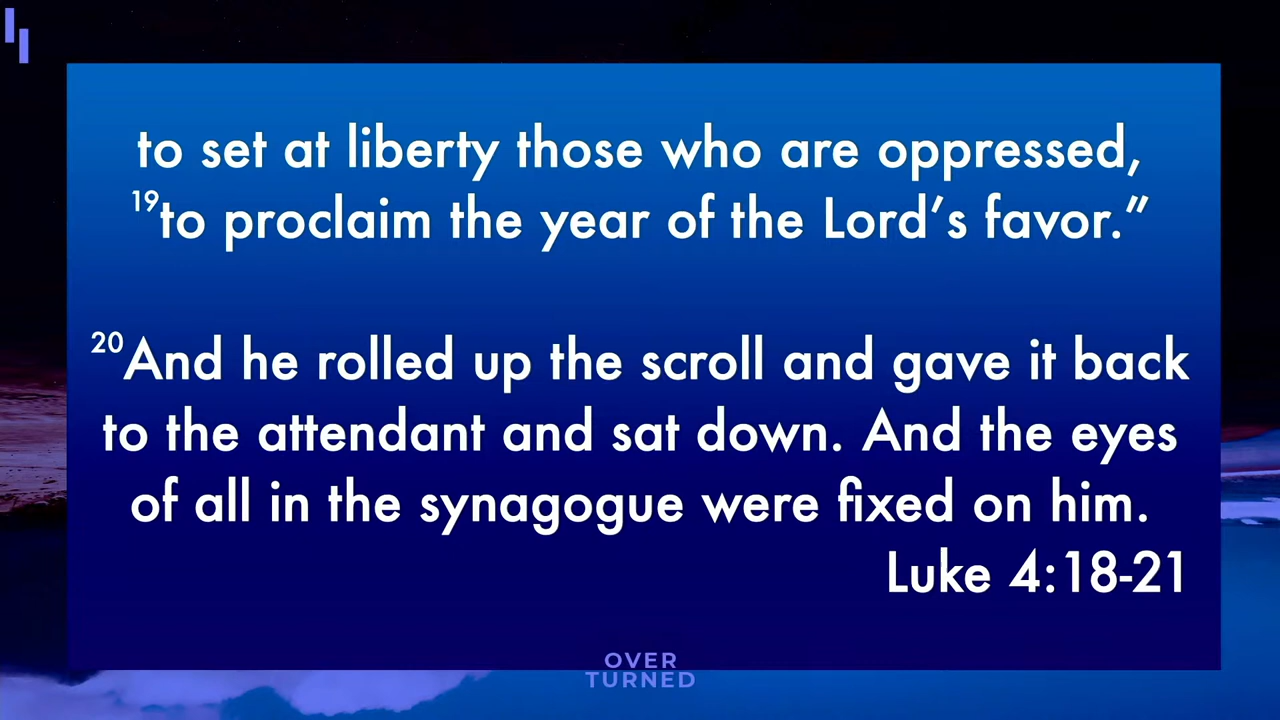 to set at liberty those who are oppressed,
19to proclaim the year of the Lord’s favor.”
20And he rolled up the scroll and gave it back
to the attendant and sat down. And the eyes
of all in the synagogue were fixed on him.
Luke 4:18-21
OVER
TURNED